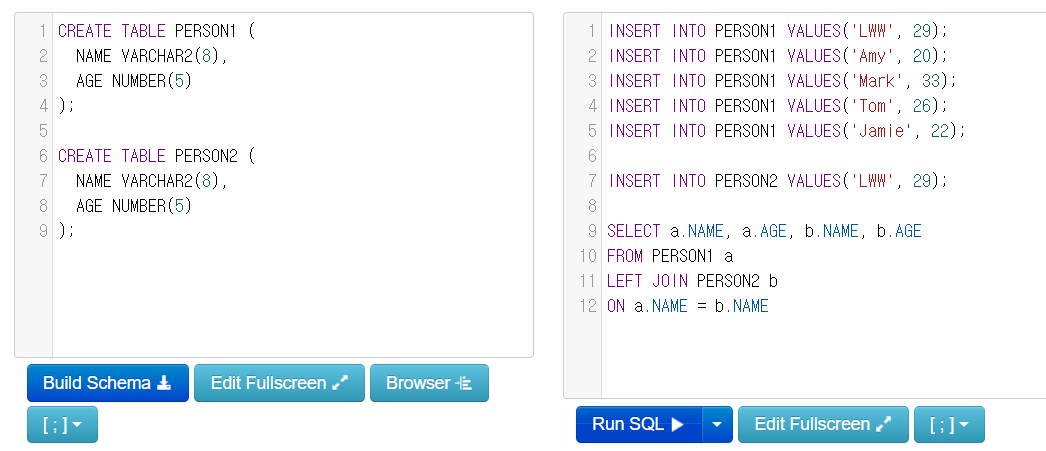 1 CREATE TABLE PERSON1 (
2 NAME VARCHAR2(8),
3 AGE NUMBER(5)
4 );
5
6 CREATE TABLE PERSON2 (
7 NAME VARCHAR2(8),
8 AGE NUMBER(5)
9 );
Build Schema
Edit Fullscreen
Browser
[ ; ]
1 INSERT INTO PERSON1 VALUES('LWW', 29);
2 INSERT INTO PERSON1 VALUES('Amy', 20);
3 INSERT INTO PERSON1 VALUES('Mark', 33);
4 INSERT INTO PERSON1 VALUES('Tom', 26);
5 INSERT INTO PERSON1 VALUES('Jamie', 22);
6
7 INSERT INTO PERSON2 VALUES('LWW', 29);
8
9 SELECT a.NAME, a.AGE, b.NAME, b.AGE
10 FROM PERSON1 a
11 LEFT JOIN PERSON2 b
12 ON a.NAME = b.NAME
Run SQL
Edit Fullscreen
[ ; ]